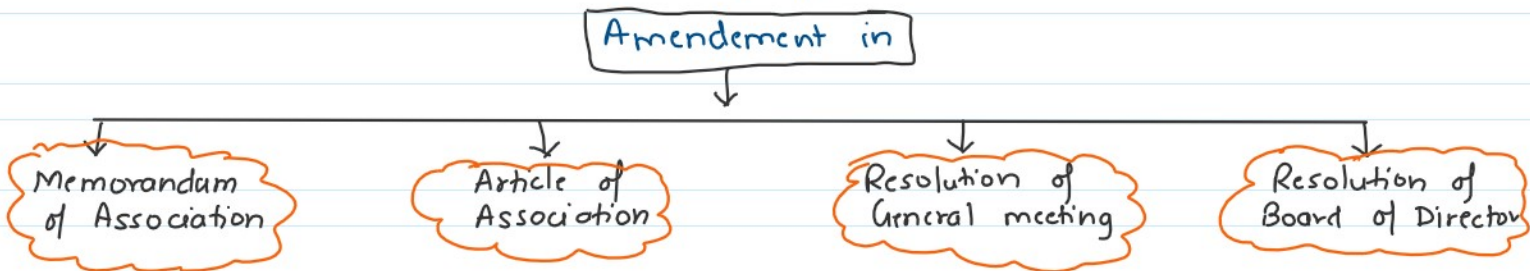 Amendement in
Memorandum
of Association
Article of
Association
Resolution of
General meeting
Resolution of
Board of Director